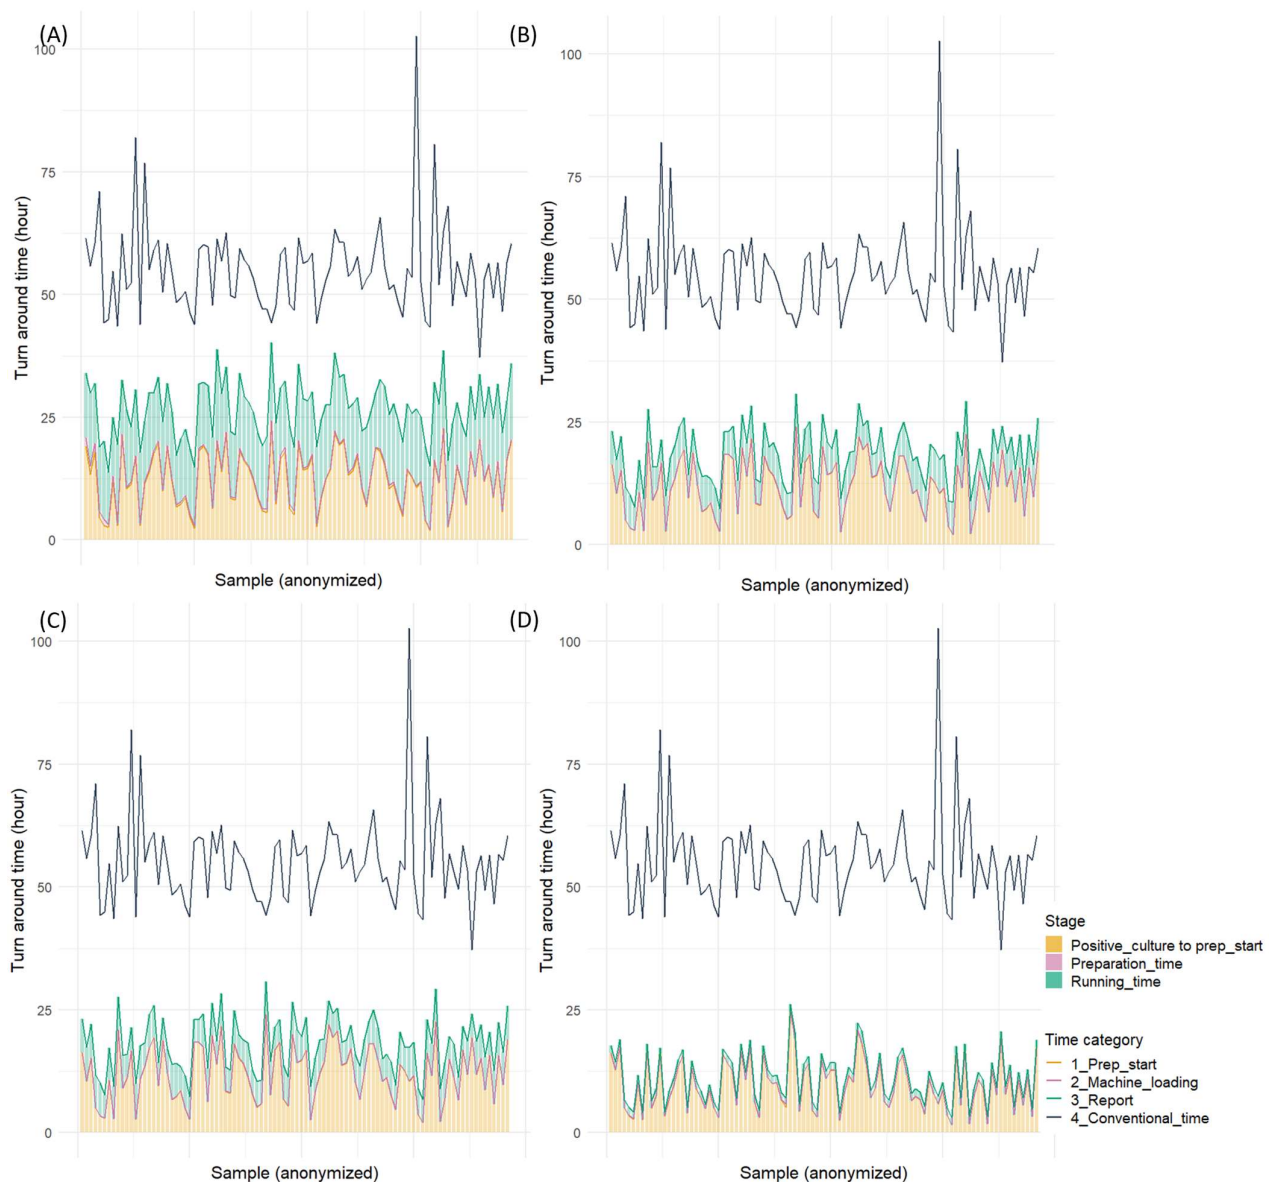 (A)
100
75
50
25
0
Turn around time (hour)
Sample (anonymized)
(B)
100
75
50
25
0
Turn around time (hour)
Sample (anonymized)
(C)
100
75
50
25
0
Turn around time (hour)
Sample (anonymized)
(D)
100
75
50
25
0
Turn around time (hour)
Sample (anonymized)
Stage
Positive_culture to prep_start
Preparation_time
Running_time
Time category
1_Prep_start
2_Machine_loading
3_Report
4_Conventional_time